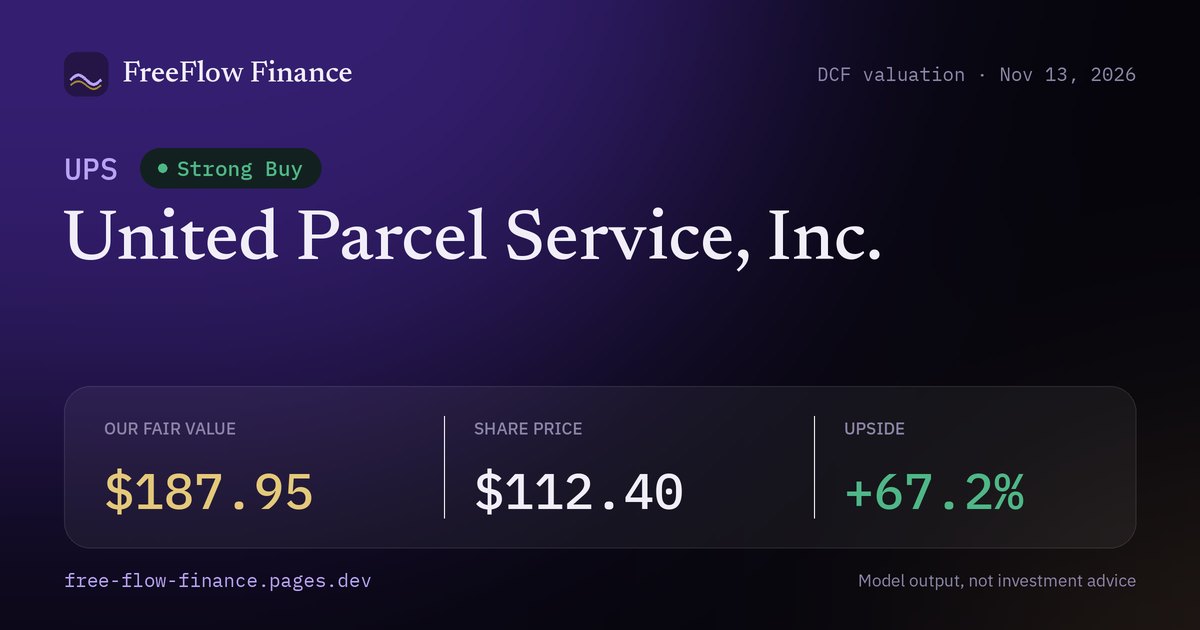 FreeFlow Finance
DCF valuation · Nov 13, 2026
UPS
Strong Buy
United Parcel Service, Inc.
OUR FAIR VALUE
$187.95
SHARE PRICE
$112.40
UPSIDE
+67.2%
free-flow-finance.pages.dev
Model output, not investment advice